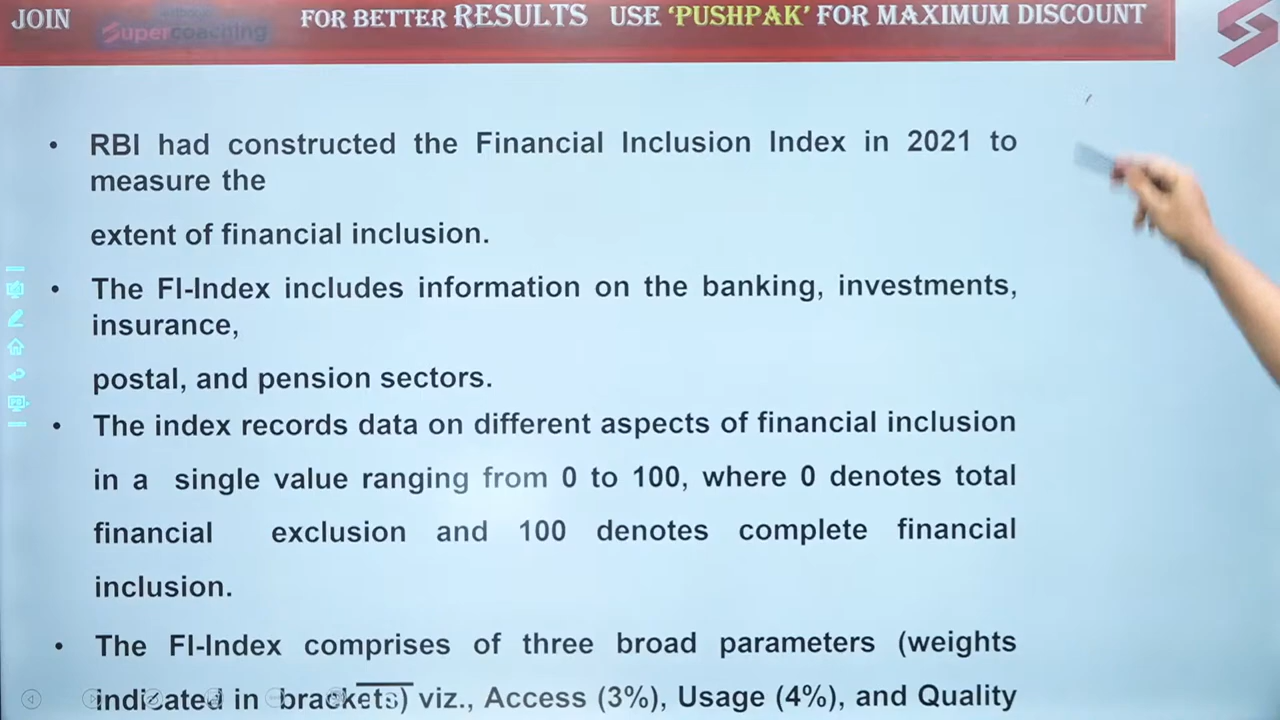 JOIN Supercoaching FOR BETTER RESULTS USE ‘PUSHPAK’ FOR MAXIMUM DISCOUNT
• RBI had constructed the Financial Inclusion Index in 2021 to
measure the
extent of financial inclusion.
• The FI-Index includes information on the banking, investments,
insurance,
postal, and pension sectors.
• The index records data on different aspects of financial inclusion
in a single value ranging from 0 to 100, where 0 denotes total
financial exclusion and 100 denotes complete financial
inclusion.
• The FI-Index comprises of three broad parameters (weights
indicated in brackets) viz., Access (3%), Usage (4%), and Quality